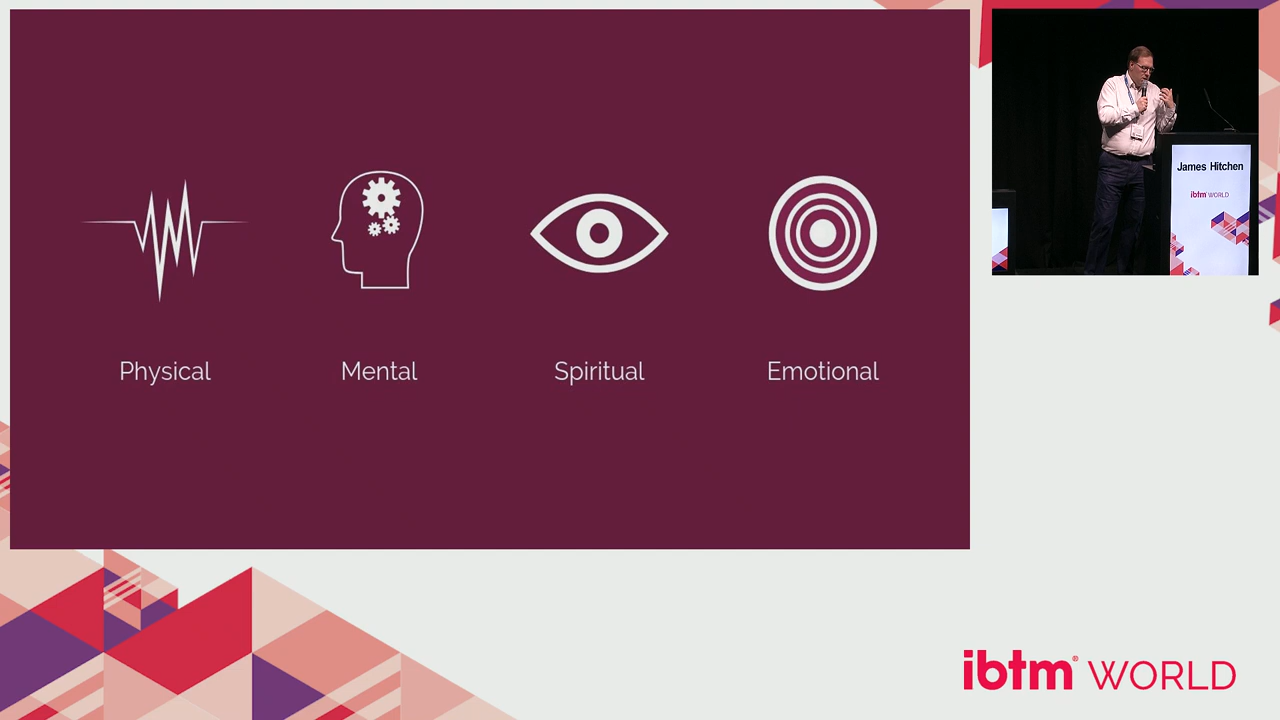 Physical
Mental
Spiritual
Emotional
James Hitchen
ibtm WORLD
ibtm® WORLD